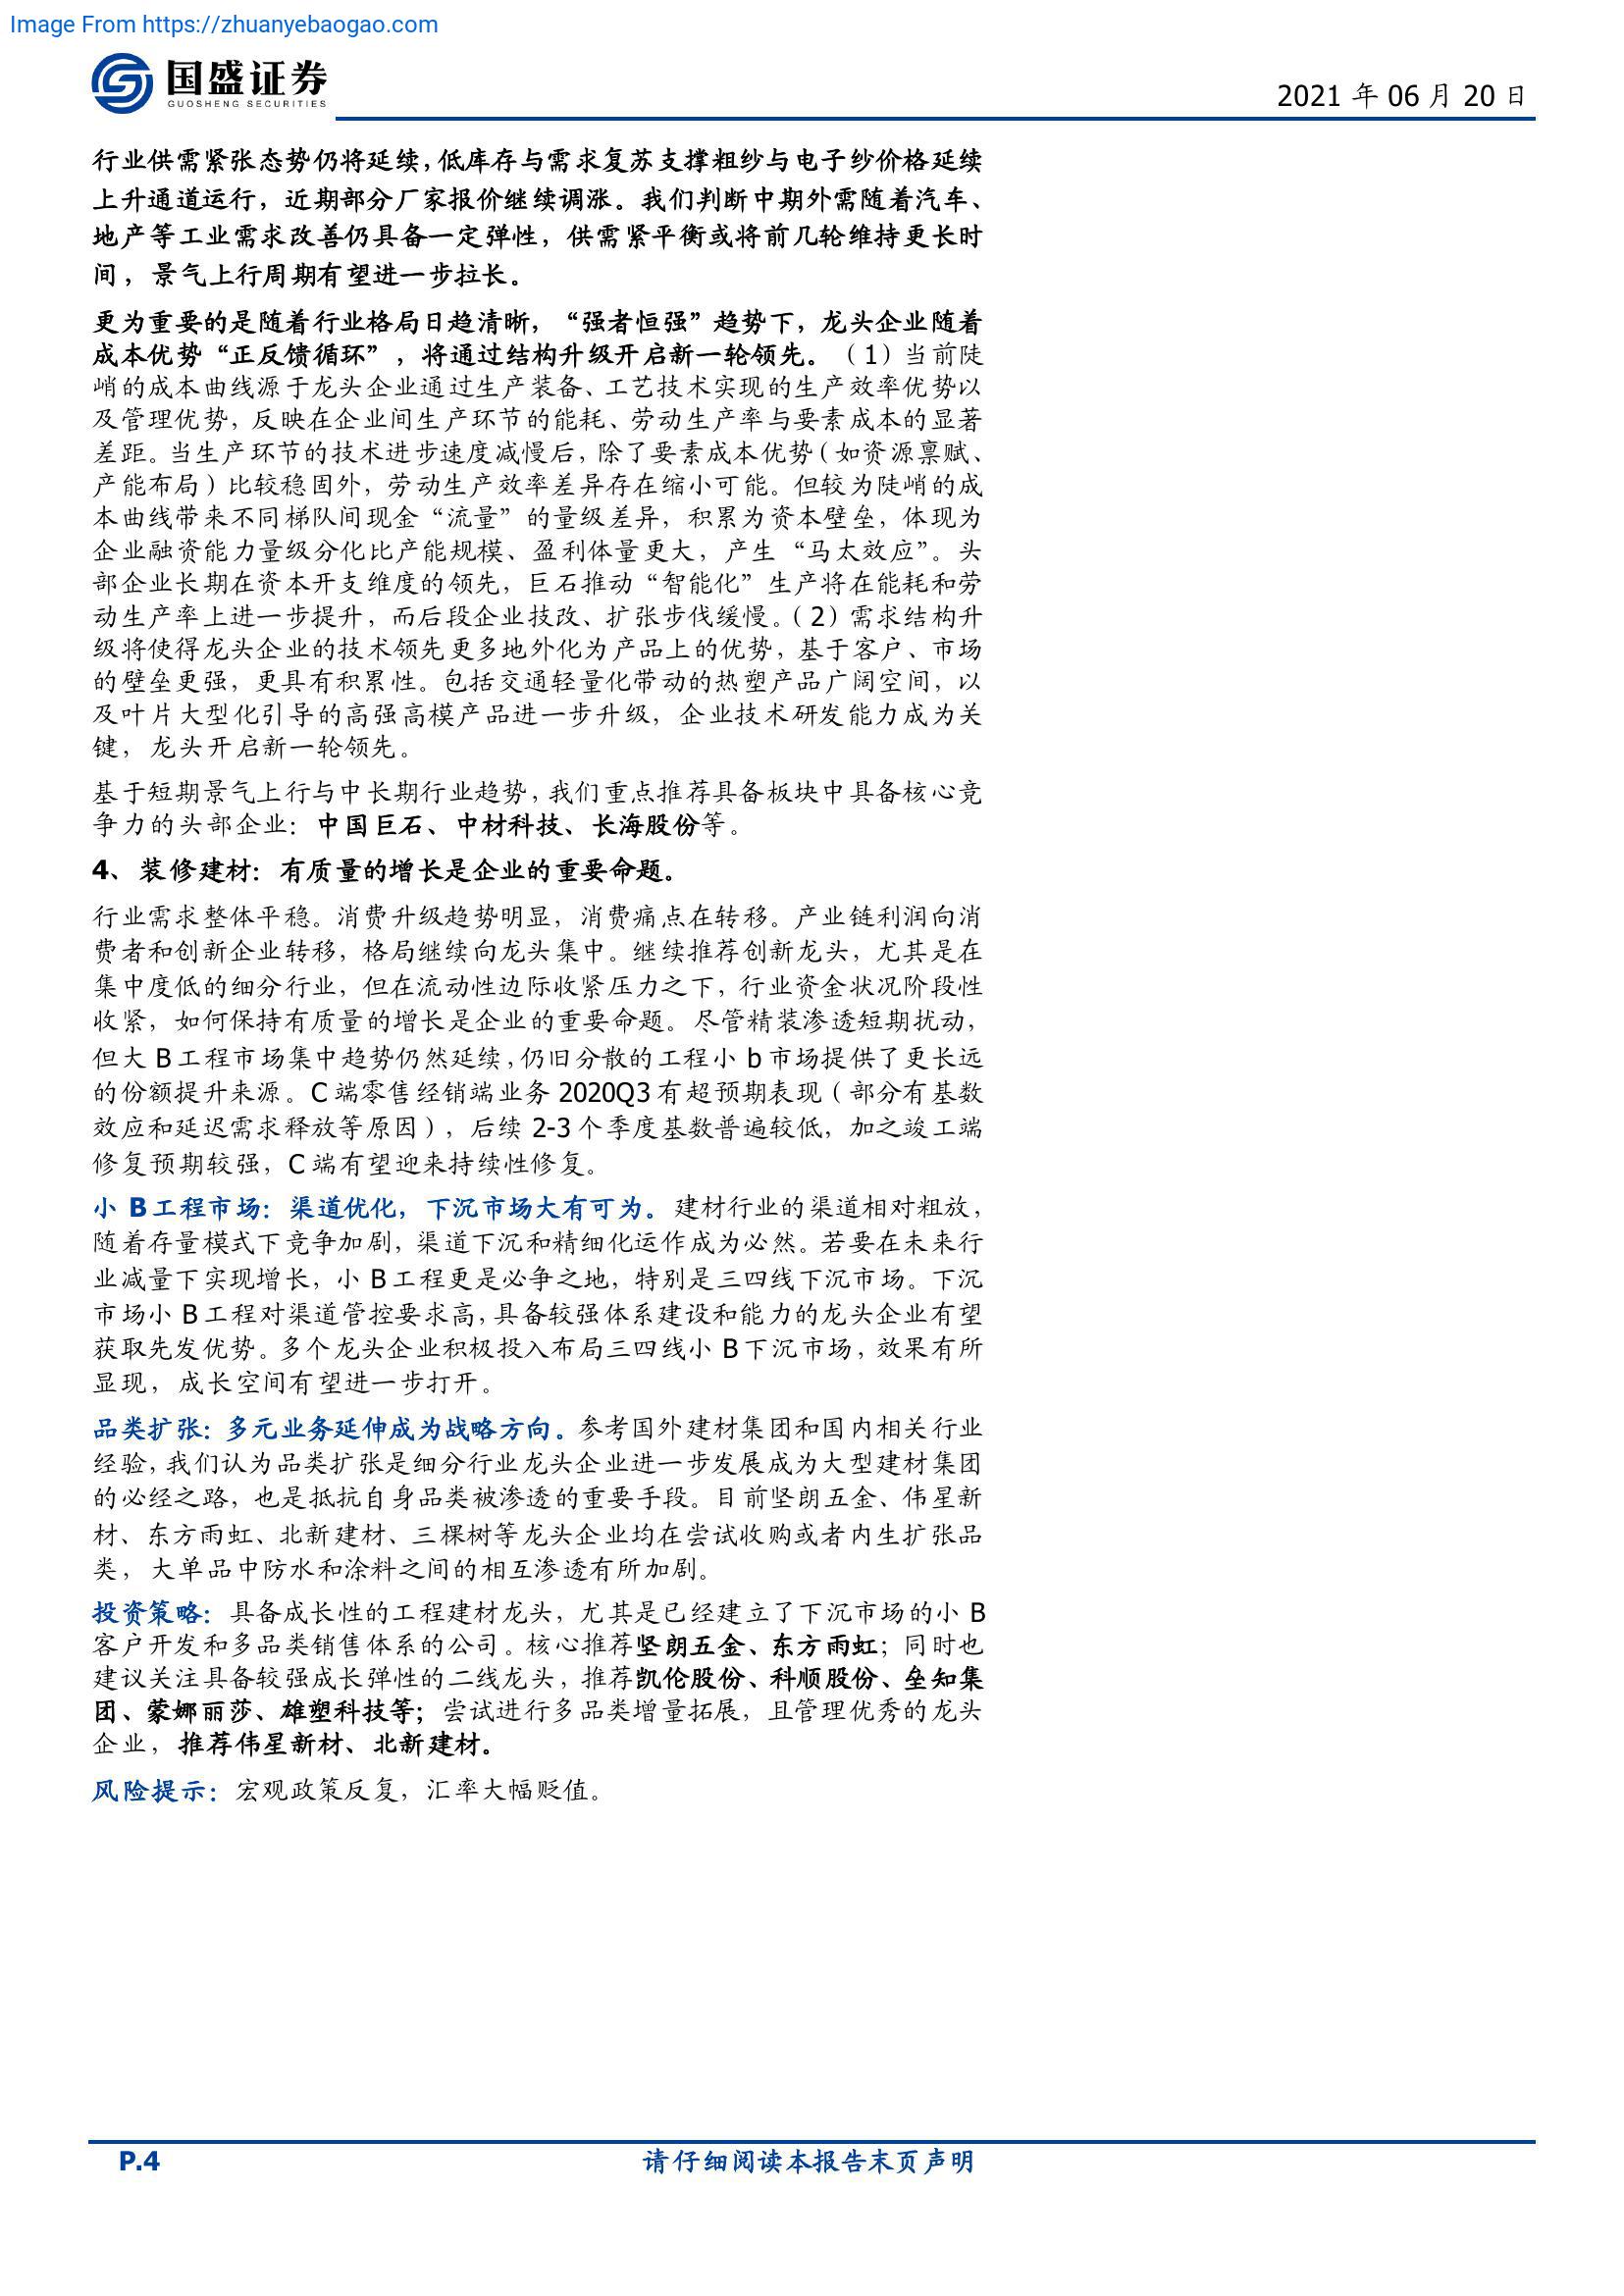 Image From https://zhuanyebaogao.com
国盛证券
GUOSHENG SECURITIES
2021 年 06 月 20 日
行业供需紧张态势仍将延续，低库存与需求复苏支撑粗纱与电子纱价格延续
上升通道运行，近期部分厂家报价继续调涨。我们判断中期外需随着汽车、
地产等工业需求改善仍具备一定弹性，供需紧平衡或将前几轮维持更长时
间，景气上行周期有望进一步拉长。
更为重要的是随着行业格局日趋清晰，“强者恒强”趋势下，龙头企业随着
成本优势“正反馈循环”，将通过结构升级开启新一轮领先。（1）当前陡
峭的成本曲线源于龙头企业通过生产装备、工艺技术实现的生产效率优势以
及管理优势，反映在企业间生产环节的能耗、劳动生产率与要素成本的显著
差距。当生产环节的技术进步速度减慢后，除了要素成本优势（如资源禀赋、
产能布局）比较稳固外，劳动生产效率差异存在缩小可能。但较为陡峭的成
本曲线带来不同梯队间现金“流量”的量级差异，积累为资本壁垒，体现为
企业融资能力量级分化比产能规模、盈利体量更大，产生“马太效应”。头
部企业长期在资本开支维度的领先，巨石推动“智能化”生产将在能耗和劳
动生产率上进一步提升，而后段企业技改、扩张步伐缓慢。（2）需求结构升
级将使得龙头企业的技术领先更多地外化为产品上的优势，基于客户、市场
的壁垒更强，更具有积累性。包括交通轻量化带动的热塑产品广阔空间，以
及叶片大型化引导的高强高模产品进一步升级，企业技术研发能力成为关
键，龙头开启新一轮领先。
基于短期景气上行与中长期行业趋势，我们重点推荐具备板块中具备核心竞
争力的头部企业：中国巨石、中材科技、长海股份等。
4、装修建材：有质量的增长是企业的重要命题。
行业需求整体平稳。消费升级趋势明显，消费痛点在转移。产业链利润向消
费者和创新企业转移，格局继续向龙头集中。继续推荐创新龙头，尤其是在
集中度低的细分行业，但在流动性边际收紧压力之下，行业资金状况阶段性
收紧，如何保持有质量的增长是企业的重要命题。尽管精装渗透短期扰动，
但大 B 工程市场集中趋势仍然延续，仍旧分散的工程小 b 市场提供了更长远
的份额提升来源。C 端零售经销端业务 2020Q3 有超预期表现（部分有基数
效应和延迟需求释放等原因），后续 2-3 个季度基数普遍较低，加之竣工端
修复预期较强，C 端有望迎来持续性修复。
小 B 工程市场：渠道优化，下沉市场大有可为。建材行业的渠道相对粗放，
随着存量模式下竞争加剧，渠道下沉和精细化运作成为必然。若要在未来行
业减量下实现增长，小 B 工程更是必争之地，特别是三四线下沉市场。下沉
市场小 B 工程对渠道管控要求高，具备较强体系建设和能力的龙头企业有望
获取先发优势。多个龙头企业积极投入布局三四线小 B 下沉市场，效果有所
显现，成长空间有望进一步打开。
品类扩张：多元业务延伸成为战略方向。参考国外建材集团和国内相关行业
经验，我们认为品类扩张是细分行业龙头企业进一步发展成为大型建材集团
的必经之路，也是抵抗自身品类被渗透的重要手段。目前坚朗五金、伟星新
材、东方雨虹、北新建材、三棵树等龙头企业均在尝试收购或者内生扩张品
类，大单品中防水和涂料之间的相互渗透有所加剧。
投资策略：具备成长性的工程建材龙头，尤其是已经建立了下沉市场的小 B
客户开发和多品类销售体系的公司。核心推荐坚朗五金、东方雨虹；同时也
建议关注具备较强成长弹性的二线龙头，推荐凯伦股份、科顺股份、垒知集
团、蒙娜丽莎、雄塑科技等；尝试进行多品类增量拓展，且管理优秀的龙头
企业，推荐伟星新材、北新建材。
风险提示：宏观政策反复，汇率大幅贬值。
P.4
请仔细阅读本报告末页声明